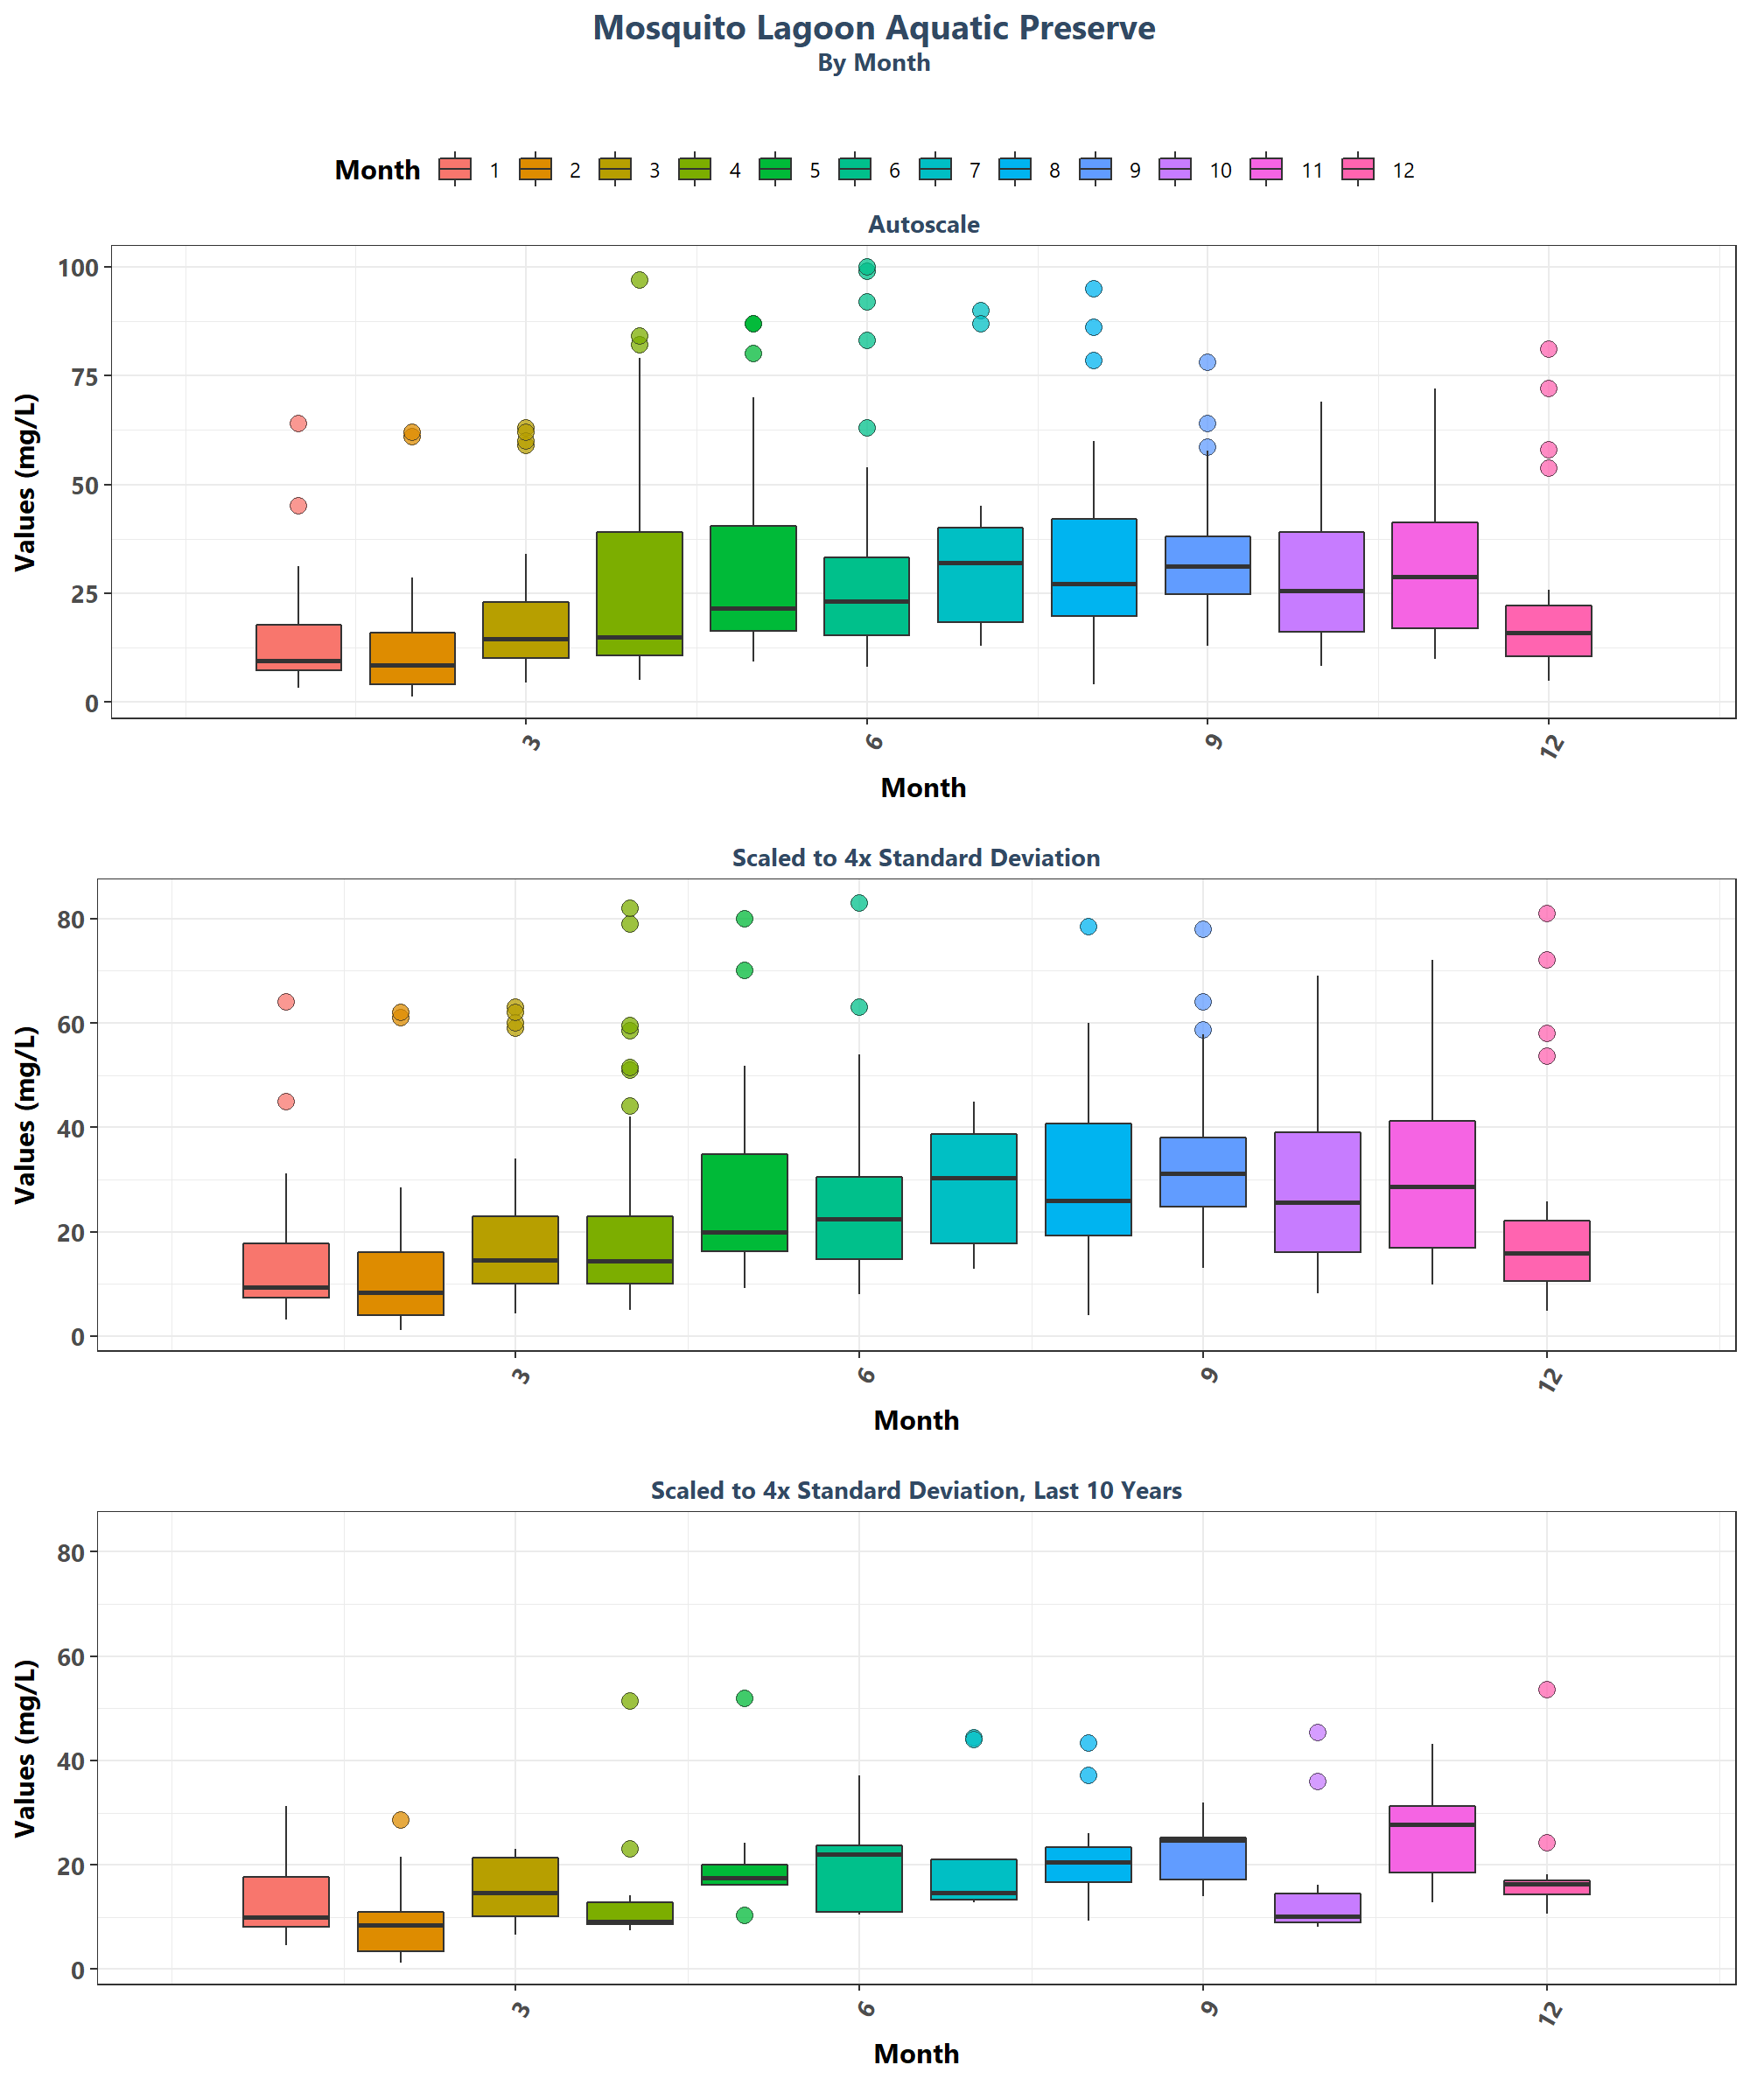 Mosquito Lagoon Aquatic Preserve
By Month
Month 1 2 3 4 5 6 7 8 9 10 11 12
Autoscale
Values (mg/L)
100
75
50
25
0
3 6 9 12
Month
Scaled to 4x Standard Deviation
Values (mg/L)
80
60
40
20
0
3 6 9 12
Month
Scaled to 4x Standard Deviation, Last 10 Years
Values (mg/L)
80
60
40
20
0
3 6 9 12
Month